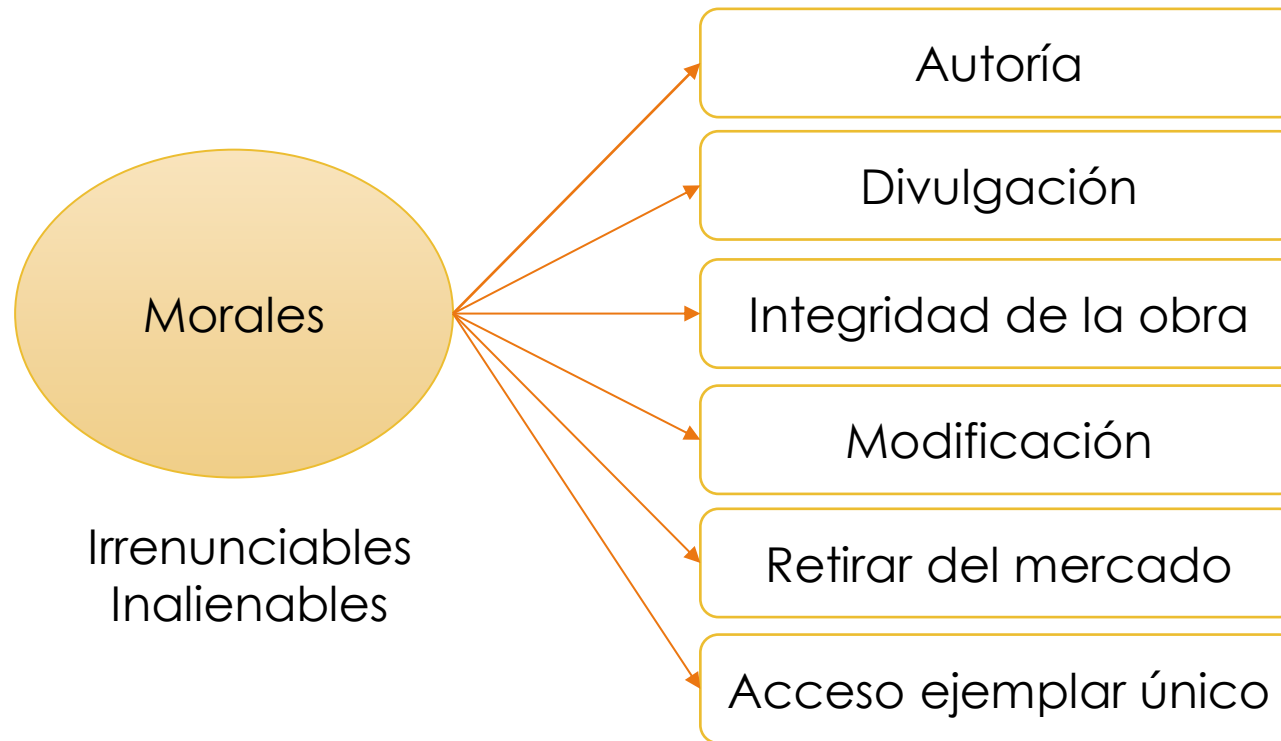 Morales
Irrenunciables
Inalienables
Autoría
Divulgación
Integridad de la obra
Modificación
Retirar del mercado
Acceso ejemplar único